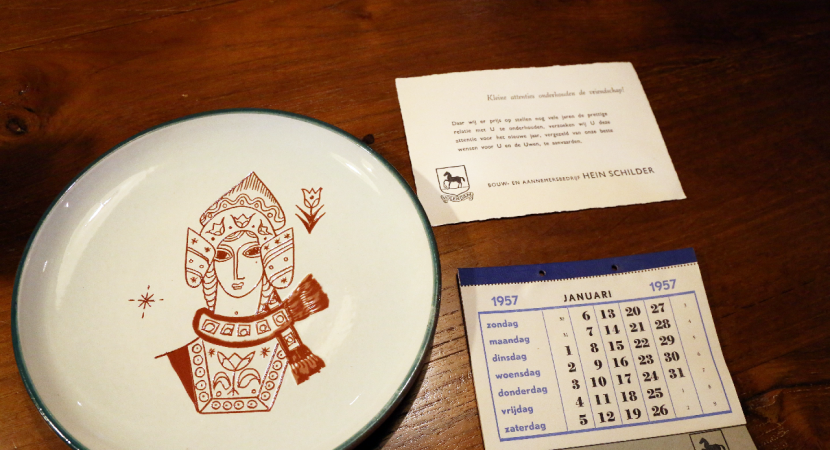 Kleine attenties onderhouden de vriendschap!
Daar wij er prijs op stellen nog vele jaren de prettige
relatie met U te onderhouden, verzoeken wij U deze
attentie voor het nieuwe jaar, vergezeld van onze beste
wensen voor U en de Uwen, te aanvaarden.
BOUW- EN AANNEMERSBEDRIJF HEIN SCHILDER
1957 JANUARI 1957
zondag 6 13 20 27
maandag 7 14 21 28
dinsdag 1 8 15 22 29
woensdag 2 9 16 23 30
donderdag 3 10 17 24 31
vrijdag 4 11 18 25
zaterdag 5 12 19 26